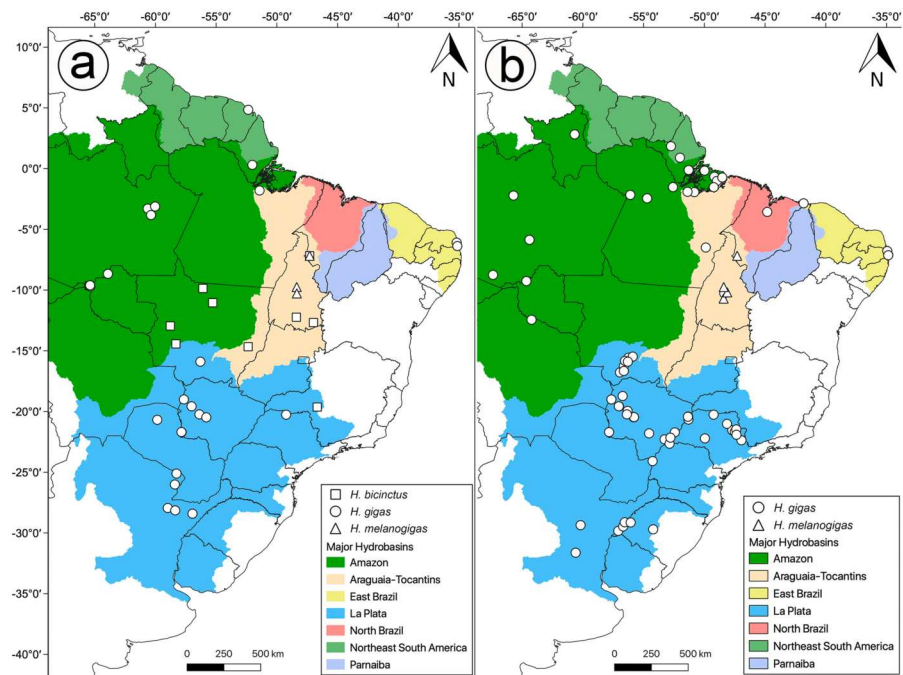 -65°0' -60°0' -55°0' -50°0' -45°0' -40°0' -35°0'
-65°0' -60°0' -55°0' -50°0' -45°0' -40°0' -35°0'
10°0'
a
N
b
N
5°0'
0°0'
-5°0'
-10°0'
-15°0'
-20°0'
-25°0'
-30°0'
-35°0'
-40°0'
H. bicinctus
H. gigas
H. melanogigas
Major Hydrobasins
Amazon
Araguaia-Tocantins
East Brazil
La Plata
North Brazil
Northeast South America
Parnaiba
0 250 500 km
H. gigas
H. melanogigas
Major Hydrobasins
Amazon
Araguaia-Tocantins
East Brazil
La Plata
North Brazil
Northeast South America
Parnaiba
0 250 500 km